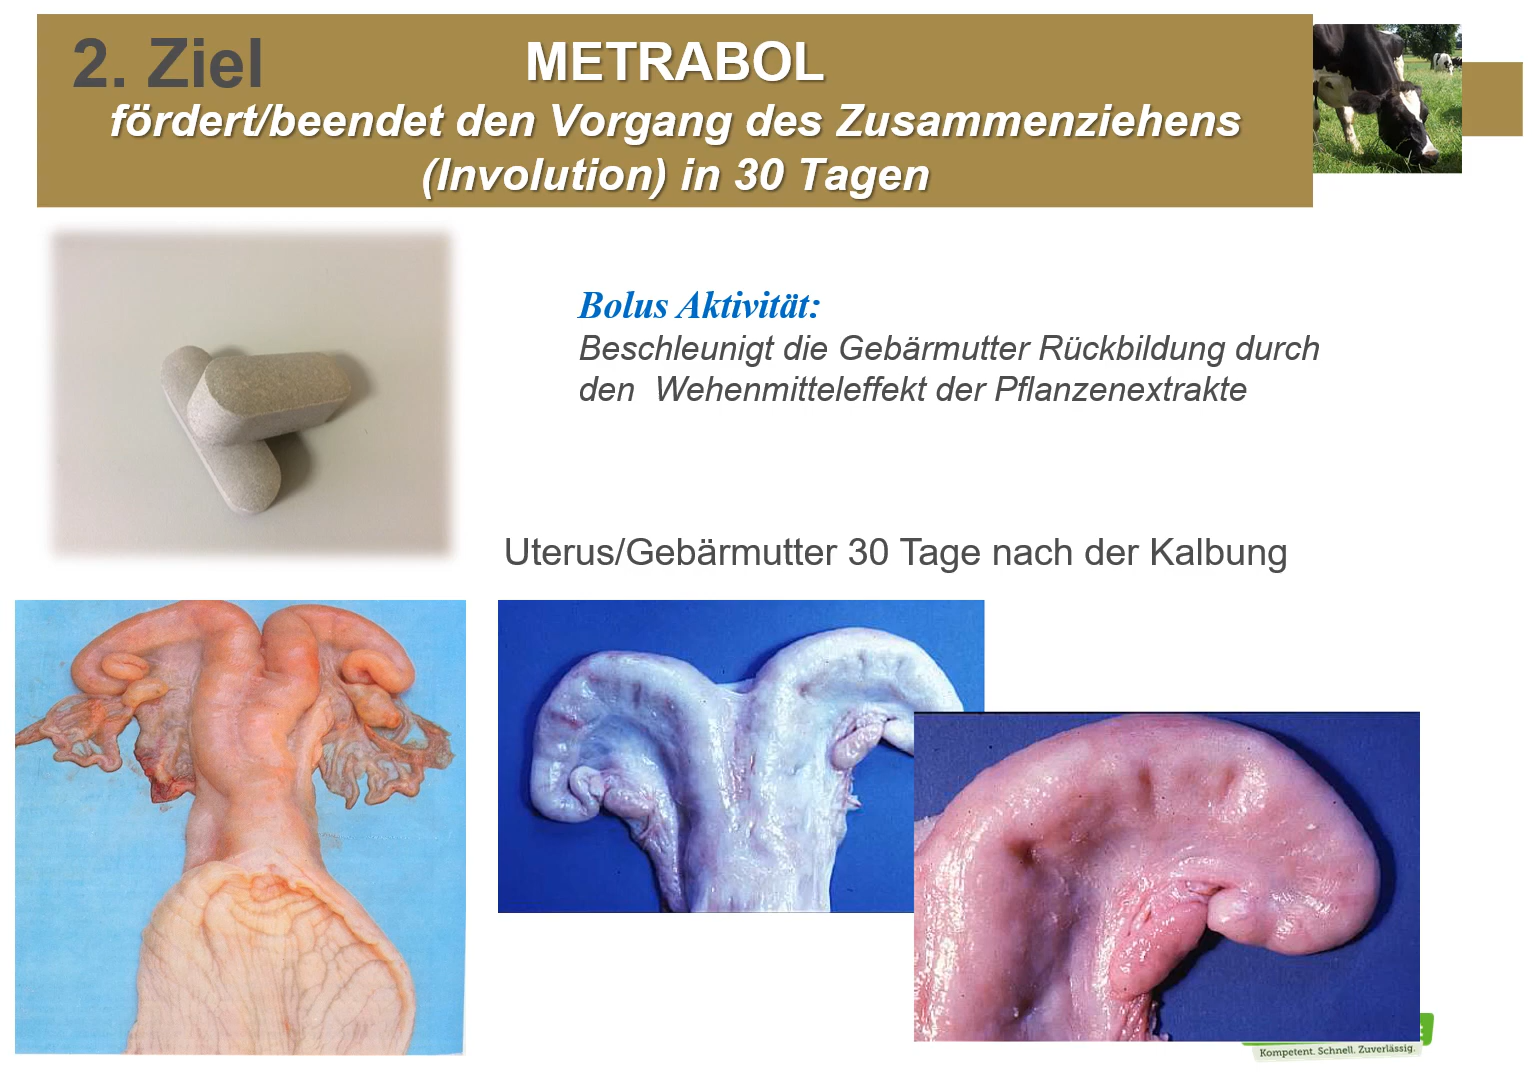 2. Ziel
METRABOL
fördert/beendet den Vorgang des Zusammenziehens
(Involution) in 30 Tagen
Bolus Aktivität:
Beschleunigt die Gebärmutter Rückbildung durch
den  Wehenmitteleffekt der Pflanzenextrakte
Uterus/Gebärmutter 30 Tage nach der Kalbung
Kompetent. Schnell. Zuverlässig.